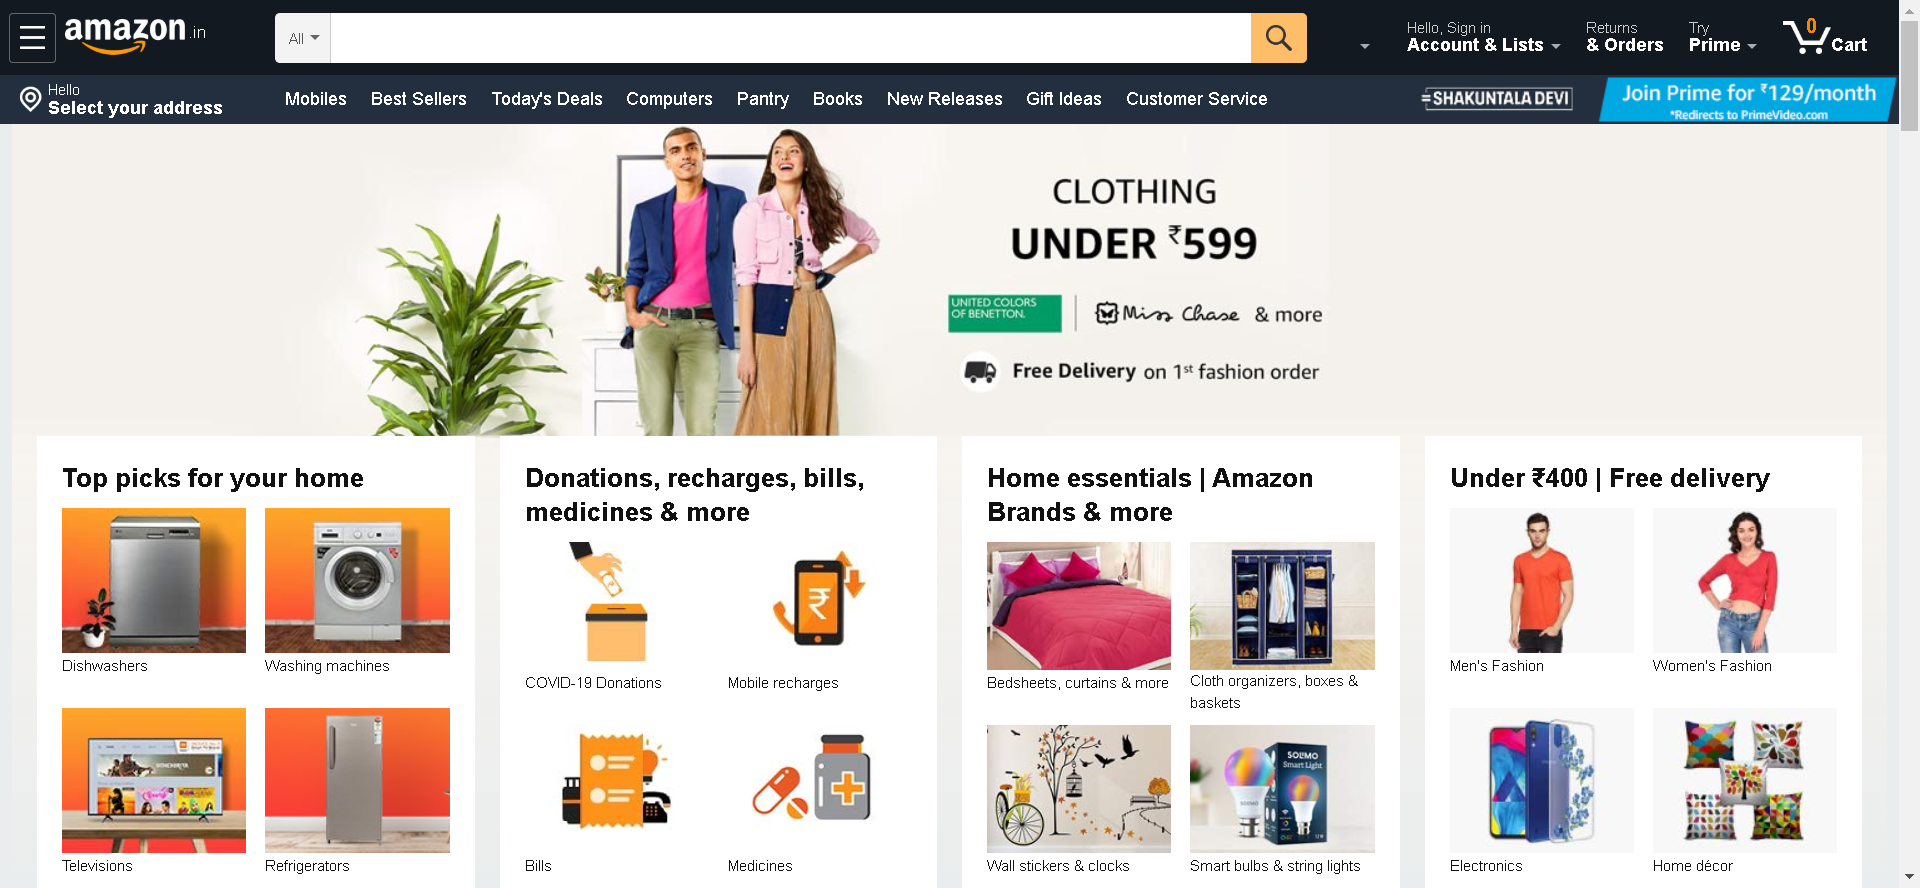 amazon.in
All
Hello, Sign in
Account & Lists
Returns
& Orders
Try
Prime
0
Cart
Hello
Select your address
Mobiles
Best Sellers
Today's Deals
Computers
Pantry
Books
New Releases
Gift Ideas
Customer Service
SHAKUNTALA DEVI
Join Prime for ₹129/month
*Redirects to PrimeVideo.com
CLOTHING
UNDER ₹599
UNITED COLORS
OF BENETTON.
Miss Chase & more
Free Delivery on 1st fashion order
Top picks for your home
Dishwashers
Washing machines
Televisions
Refrigerators
Donations, recharges, bills,
medicines & more
COVID-19 Donations
Mobile recharges
Bills
Medicines
Home essentials | Amazon
Brands & more
Bedsheets, curtains & more
Cloth organizers, boxes &
baskets
SOLIMO
Smart Light
Wall stickers & clocks
Smart bulbs & string lights
Under ₹400 | Free delivery
Men's Fashion
Women's Fashion
Electronics
Home décor